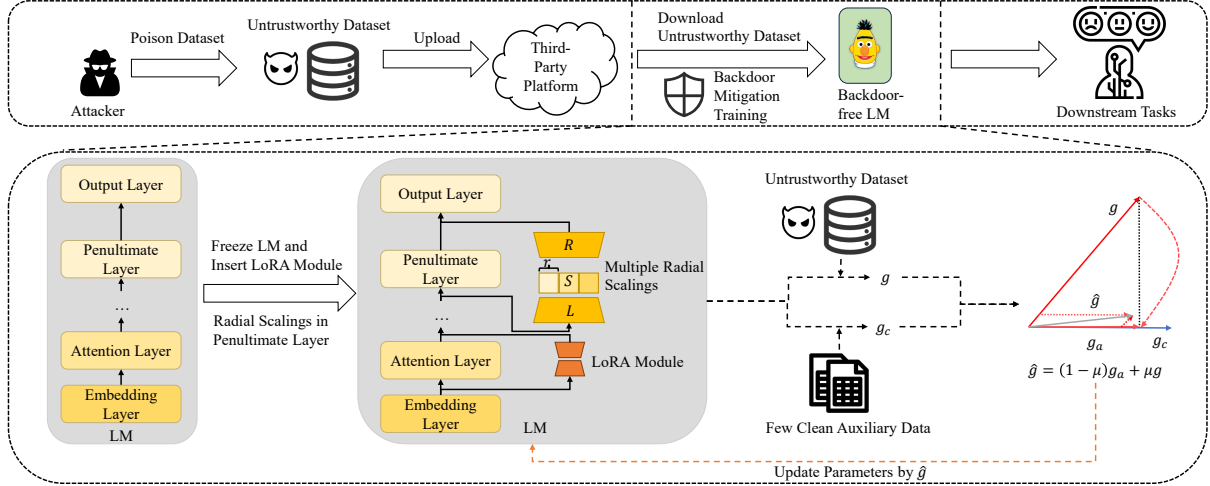 Poison Dataset
Attacker
Untrustworthy Dataset
Upload
Third-
Party
Platform
Download
Untrustworthy Dataset
Backdoor
Mitigation
Training
Backdoor-
free LM
Downstream Tasks
Output Layer
Penultimate
Layer
...
Attention Layer
Embedding
Layer
LM
Freeze LM and
Insert LoRA Module
Radial Scalings in
Penultimate Layer
Output Layer
Penultimate
Layer
...
Attention Layer
Embedding
Layer
R
r
S
L
Multiple Radial
Scalings
LoRA Module
LM
Untrustworthy Dataset
g
g_c
Few Clean Auxiliary Data
g
ĝ
g_a
g_c
ĝ = (1 − μ)g_a + μg
Update Parameters by ĝ